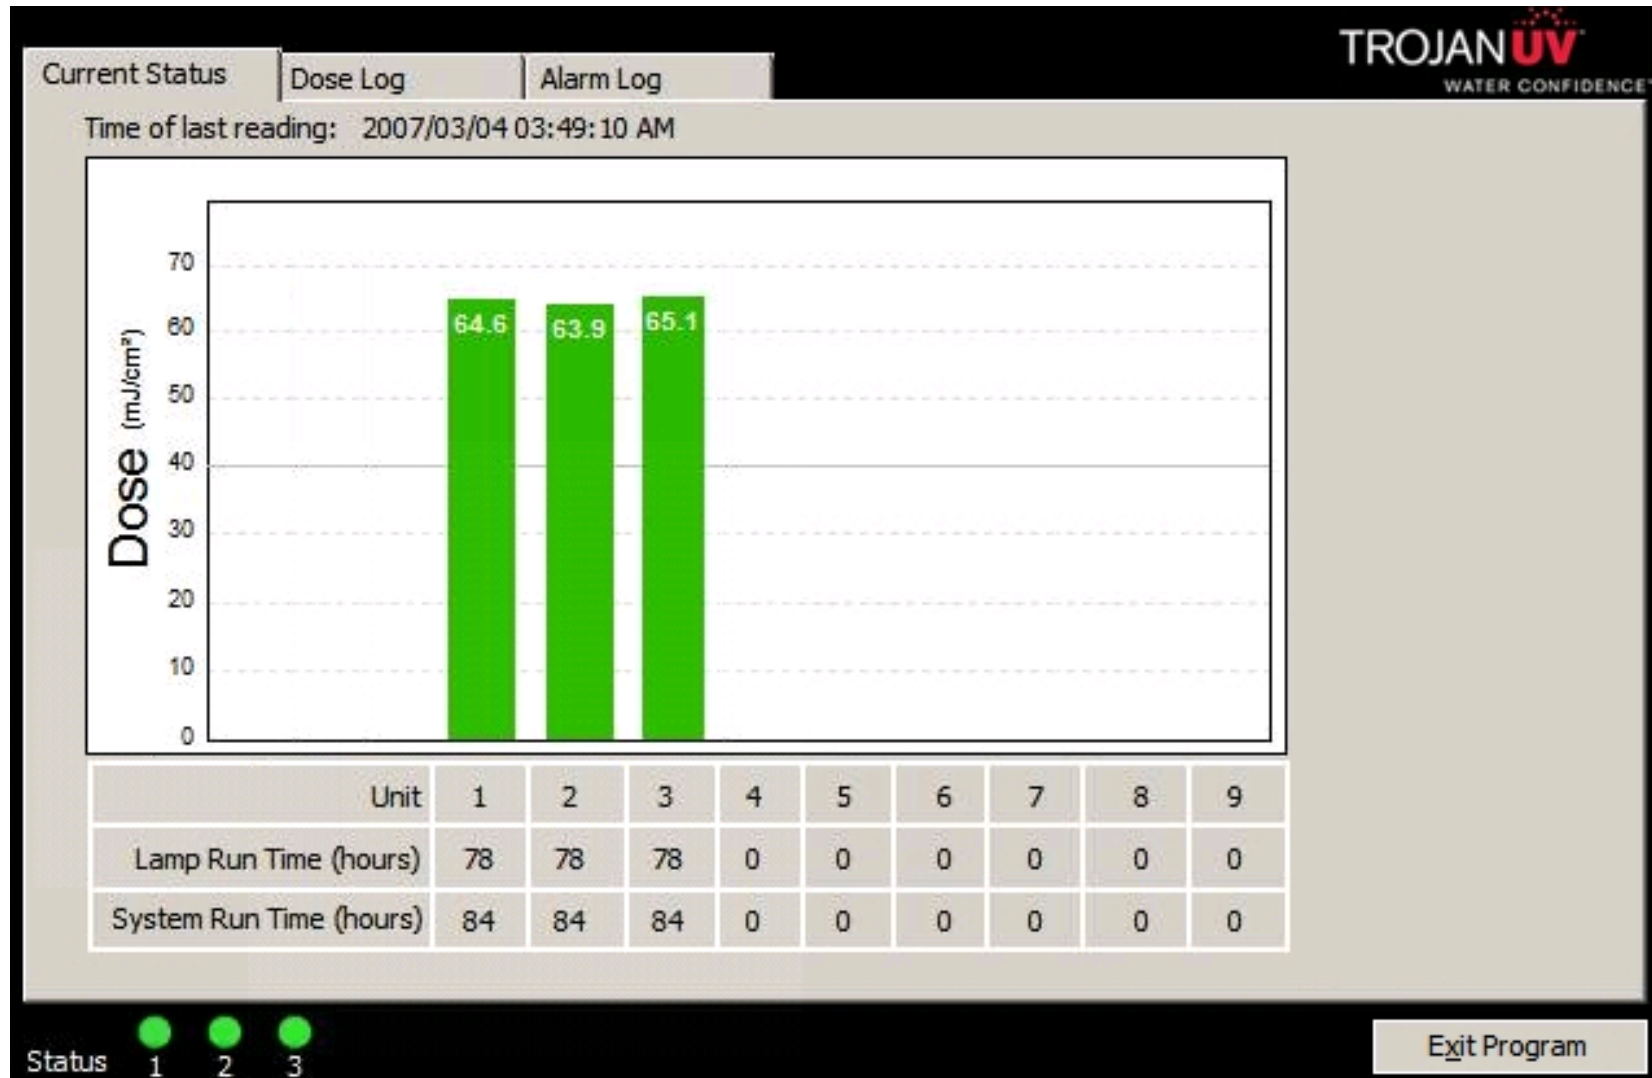 TROJANUV
WATER CONFIDENCE™
Current Status
Dose Log
Alarm Log
Time of last reading: 2007/03/04 03:49:10 AM
Dose (mJ/cm²)
70
60
50
40
30
20
10
0
64.6
63.9
65.1
Unit 1 2 3 4 5 6 7 8 9
Lamp Run Time (hours) 78 78 78 0 0 0 0 0 0
System Run Time (hours) 84 84 84 0 0 0 0 0 0
Status 1 2 3
Exit Program